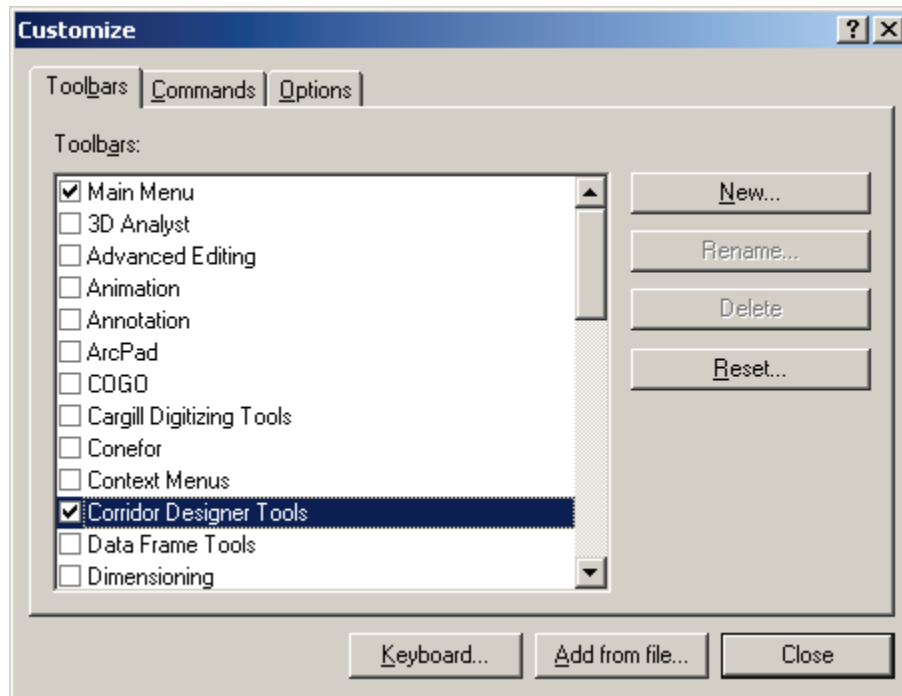 Customize
Toolbars Commands Options
Toolbars:
Main Menu
3D Analyst
Advanced Editing
Animation
Annotation
ArcPad
COGO
Cargill Digitizing Tools
Conefor
Context Menus
Corridor Designer Tools
Data Frame Tools
Dimensioning
New...
Rename...
Delete
Reset...
Keyboard... Add from file... Close